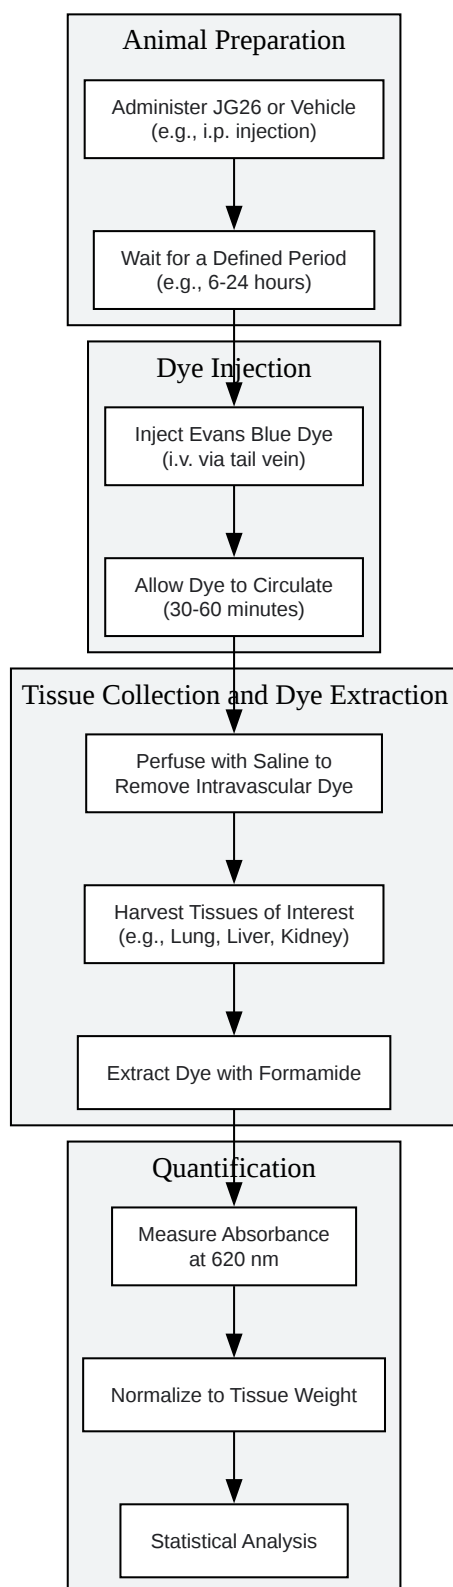 Animal Preparation
Administer JG26 or Vehicle
(e.g., i.p. injection)
Wait for a Defined Period
(e.g., 6-24 hours)
Dye Injection
Inject Evans Blue Dye
(i.v. via tail vein)
Allow Dye to Circulate
(30-60 minutes)
Tissue Collection and Dye Extraction
Perfuse with Saline to
Remove Intravascular Dye
Harvest Tissues of Interest
(e.g., Lung, Liver, Kidney)
Extract Dye with Formamide
Quantification
Measure Absorbance
at 620 nm
Normalize to Tissue Weight
Statistical Analysis